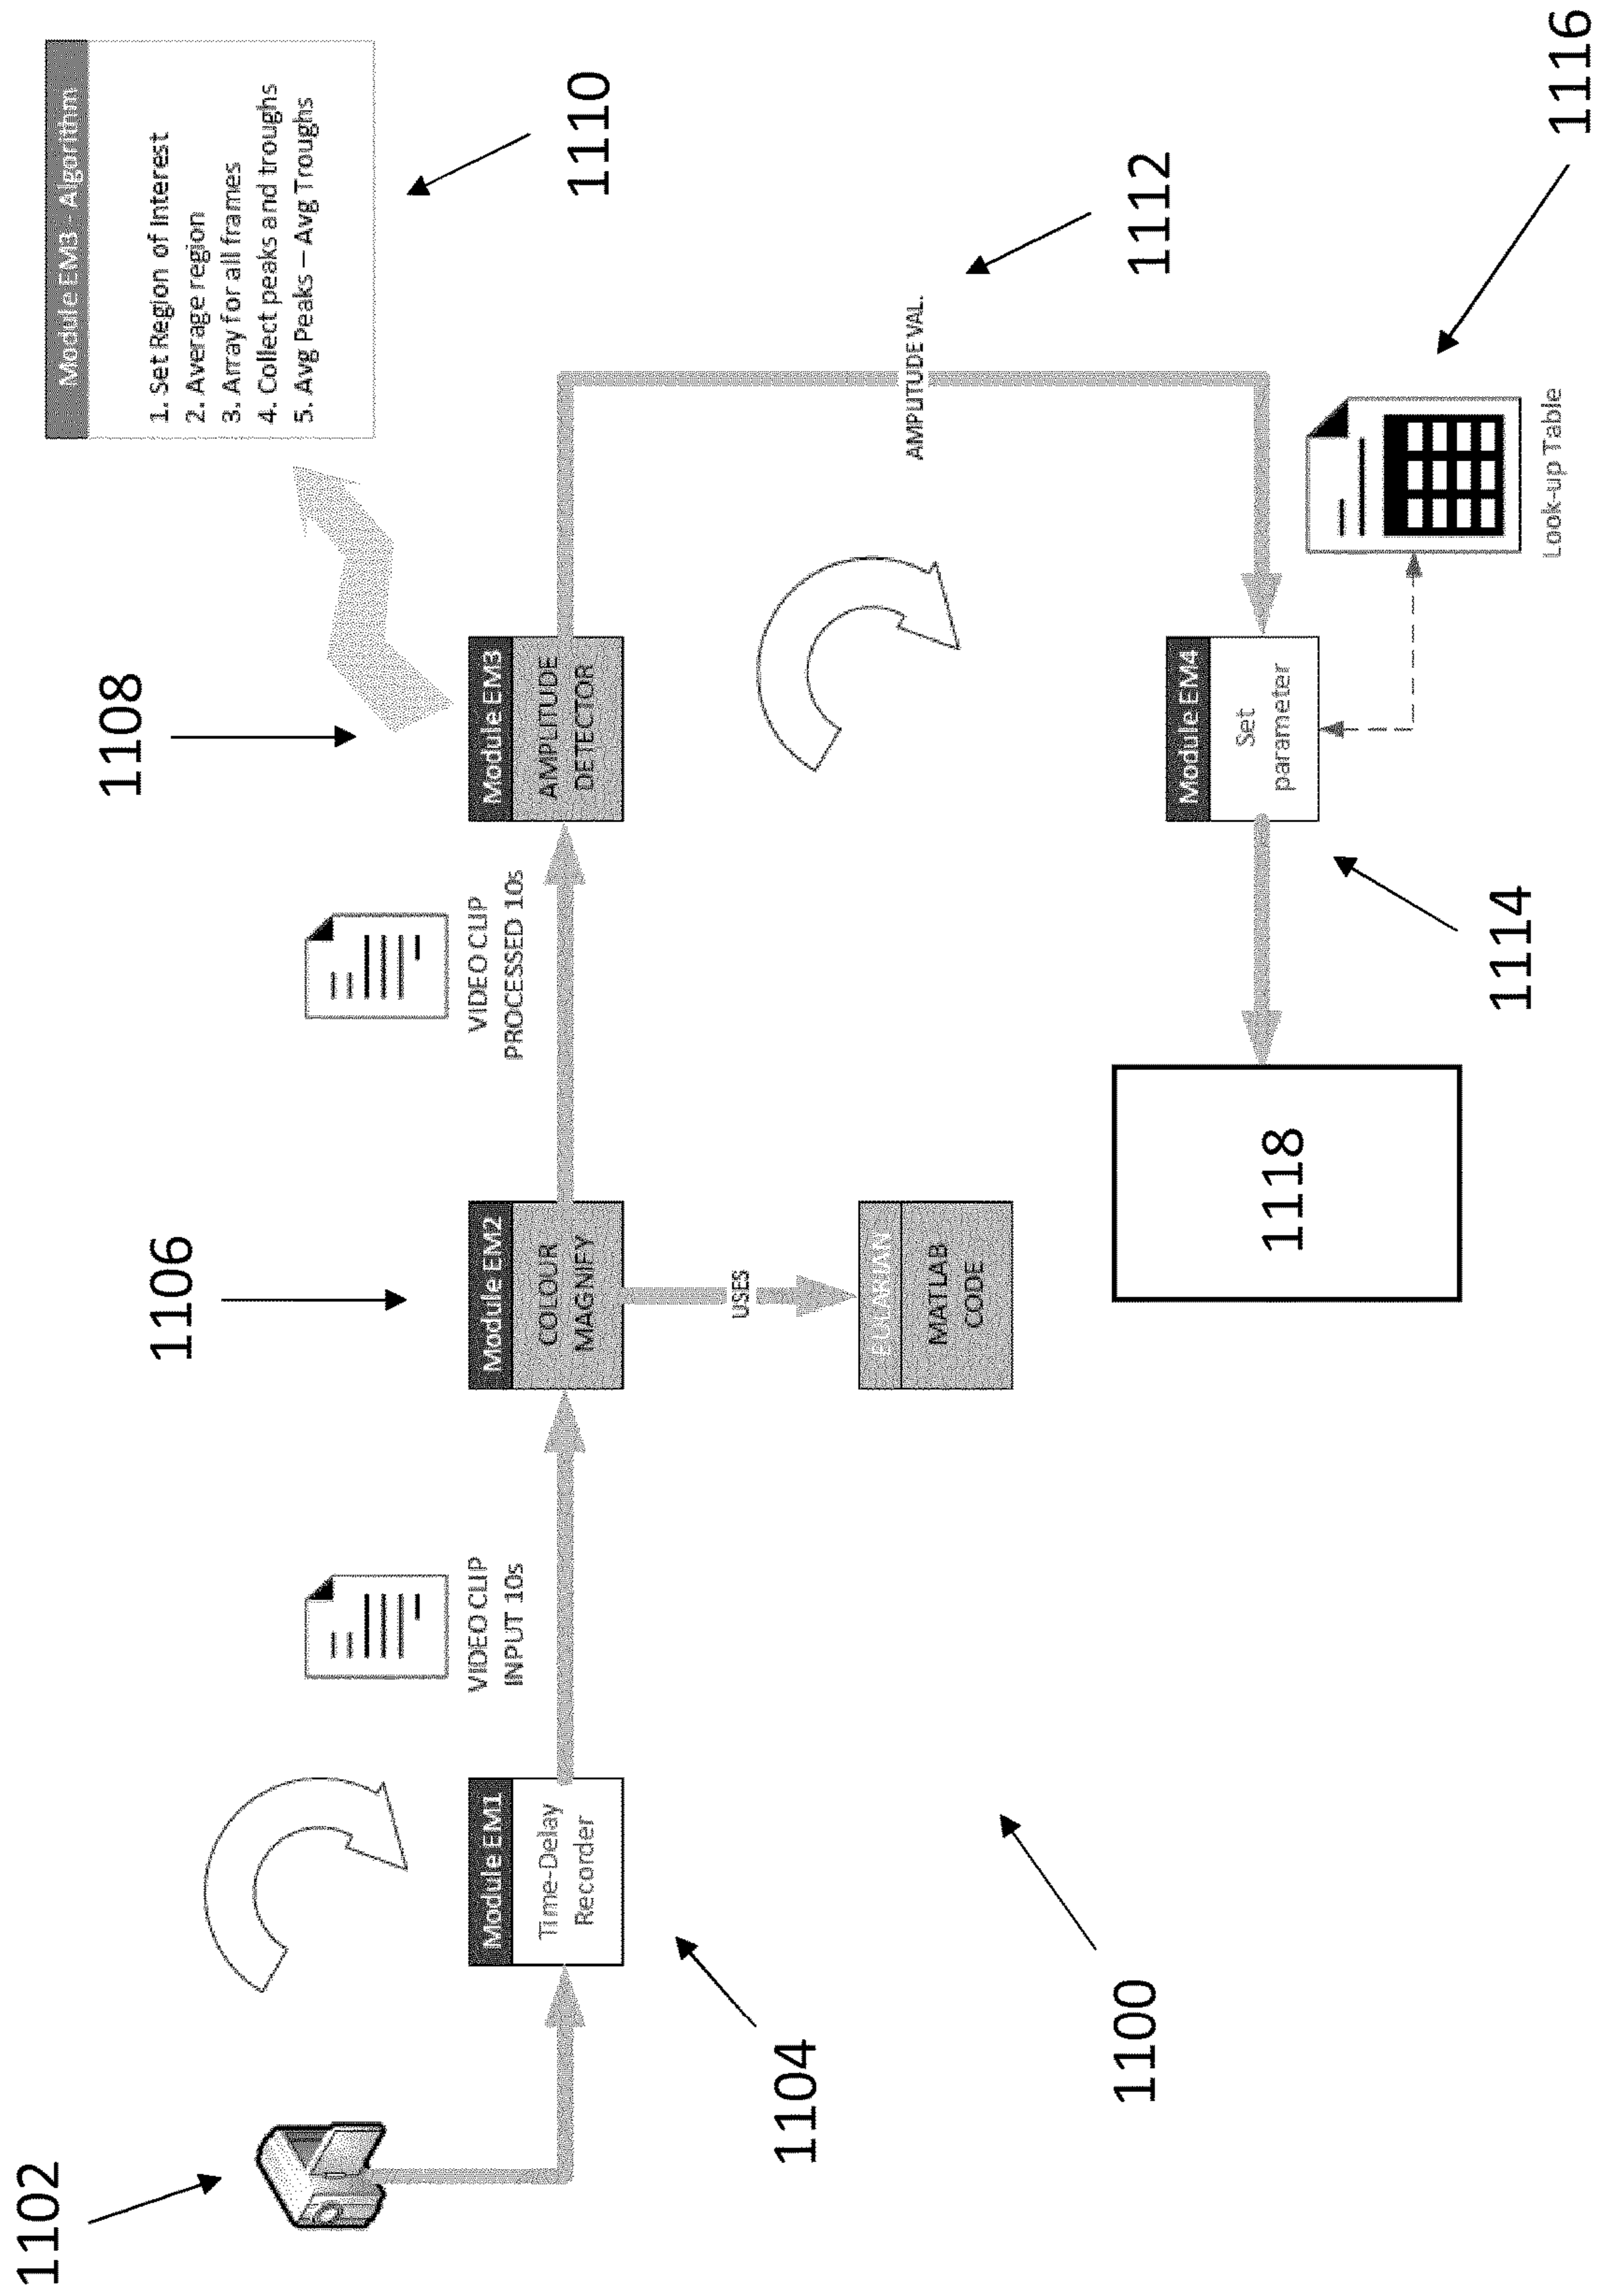 1102
Module EM1
Time-Delay
Recorder
1104
VIDEO CLIP
INPUT 10s
1106
Module EM2
COLOUR
MAGNIFY
USES
EULARIAN
MATLAB
CODE
VIDEO CLIP
PROCESSED 10s
1108
Module EM3
AMPLITUDE
DETECTOR
Module EM3 - Algorithm
1. Set Region of Interest
2. Average region
3. Array for all frames
4. Collect peaks and troughs
5. Avg Peaks – Avg Troughs
1110
AMPLITUDE VAL.
1112
Module EM4
Set
parameter
1114
Look-up Table
1116
1118
1100